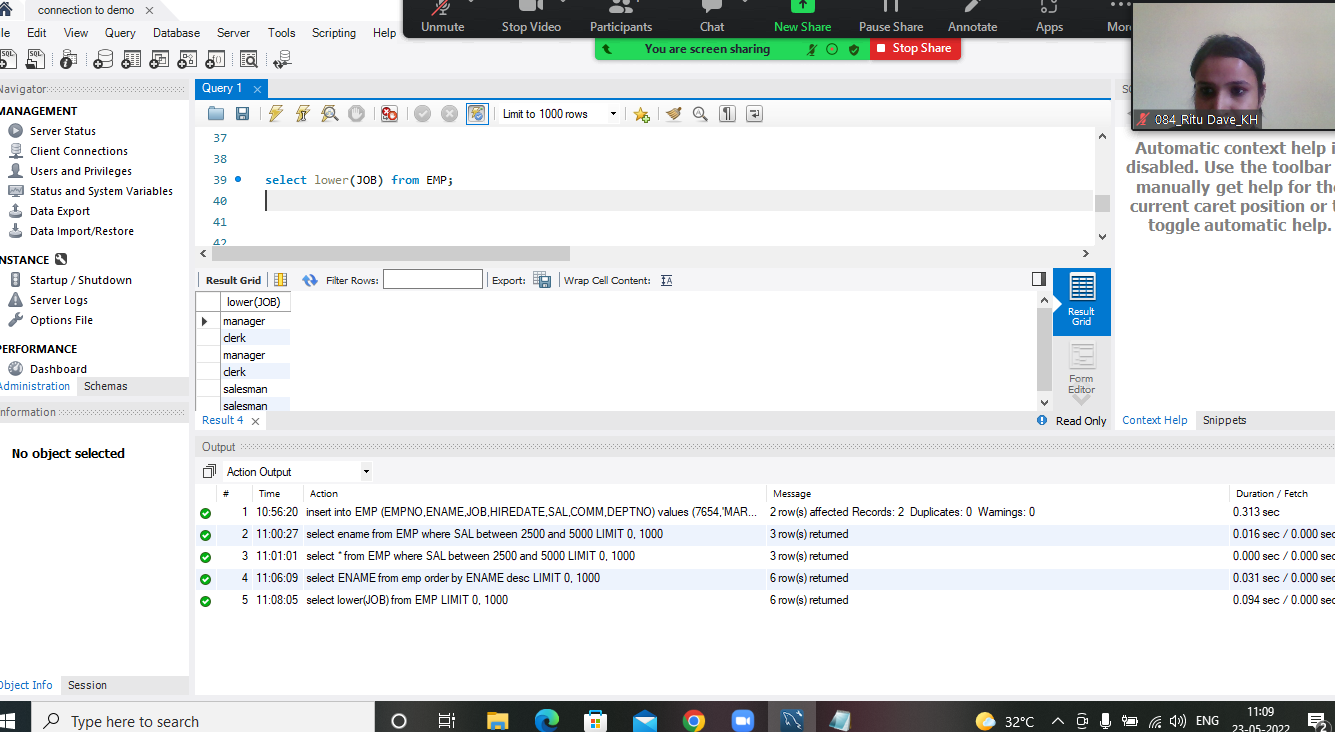 connection to demo
Unmute
Stop Video
Participants
Chat
New Share
Pause Share
Annotate
Apps
Edit View Query Database Server Tools Scripting Help
You are screen sharing
Stop Share
084_Ritu Dave_KH
Query 1
MANAGEMENT
Server Status
Client Connections
Users and Privileges
Status and System Variables
Data Export
Data Import/Restore
Startup / Shutdown
Server Logs
Options File
Dashboard
Schemas
No object selected
Session
Limit to 1000 rows
37
38
39 select lower(JOB) from EMP;
40
41
42
Automatic context help
disabled. Use the toolbar
manually get help for
current caret position or
toggle automatic help.
Result Grid Filter Rows: Export: Wrap Cell Content:
lower(JOB)
manager
clerk
manager
clerk
salesman
salesman
Result
Grid
Form
Editor
Result 4
Read Only
Context Help Snippets
Output
Action Output
# Time Action Message Duration / Fetch
1 10:56:20 insert into EMP (EMPNO,ENAME,JOB,HIREDATE,SAL,COMM,DEPTNO) values (7654,'MAR... 2 row(s) affected Records: 2 Duplicates: 0 Warnings: 0 0.313 sec
2 11:00:27 select ename from EMP where SAL between 2500 and 5000 LIMIT 0, 1000 3 row(s) returned 0.016 sec / 0.000 sec
3 11:01:01 select * from EMP where SAL between 2500 and 5000 LIMIT 0, 1000 3 row(s) returned 0.000 sec / 0.000 sec
4 11:06:09 select ENAME from emp order by ENAME desc LIMIT 0, 1000 6 row(s) returned 0.031 sec / 0.000 sec
5 11:08:05 select lower(JOB) from EMP LIMIT 0, 1000 6 row(s) returned 0.094 sec / 0.000 sec
Type here to search
32°C
ENG
11:09
23-05-2022
2